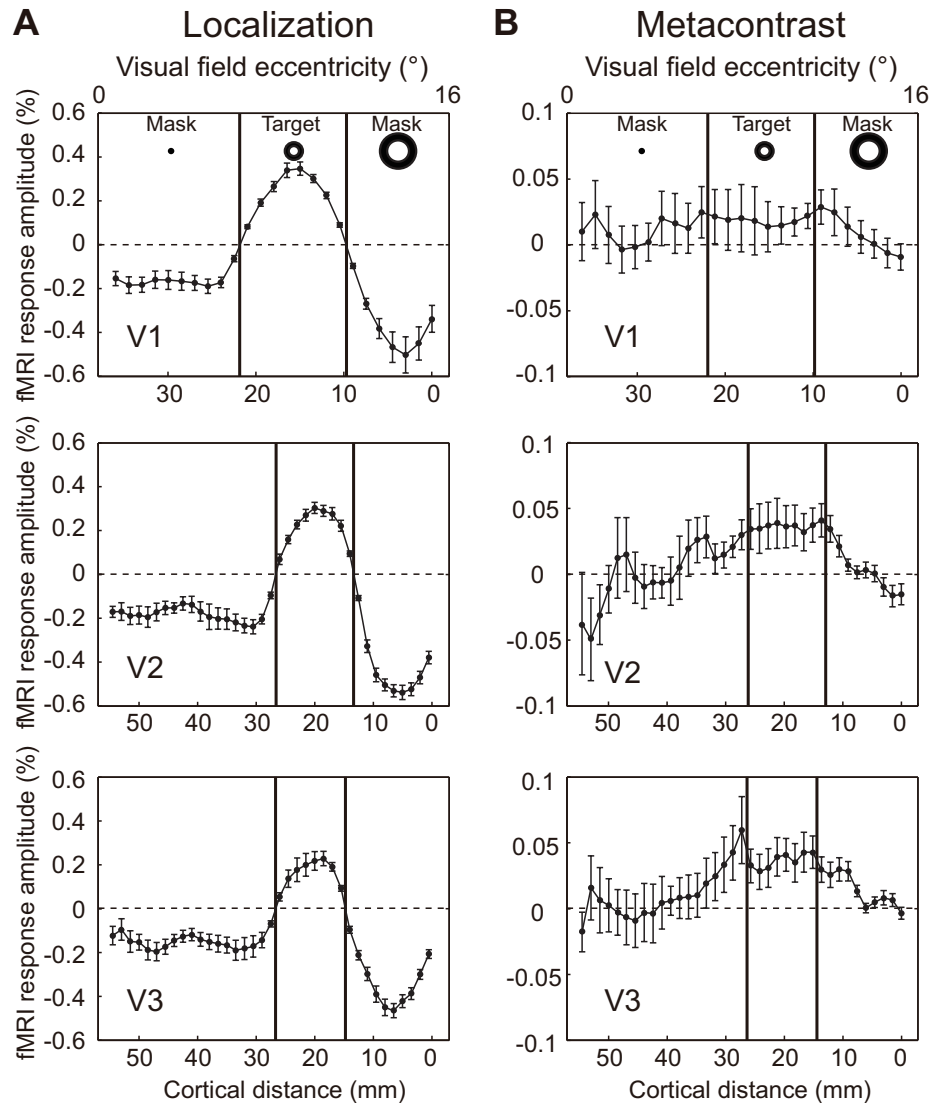 A Localization
B Metacontrast
Visual field eccentricity (°)
Visual field eccentricity (°)
0 16
0 16
fMRI response amplitude (%)
0.6
0.4
0.2
0
-0.2
-0.4
-0.6
Mask Target Mask
V1
30 20 10 0
0.1
0.05
0
-0.05
-0.1
Mask Target Mask
V1
30 20 10 0
fMRI response amplitude (%)
0.6
0.4
0.2
0
-0.2
-0.4
-0.6
V2
50 40 30 20 10 0
0.1
0.05
0
-0.05
-0.1
V2
50 40 30 20 10 0
fMRI response amplitude (%)
0.6
0.4
0.2
0
-0.2
-0.4
-0.6
V3
50 40 30 20 10 0
Cortical distance (mm)
0.1
0.05
0
-0.05
-0.1
V3
50 40 30 20 10 0
Cortical distance (mm)